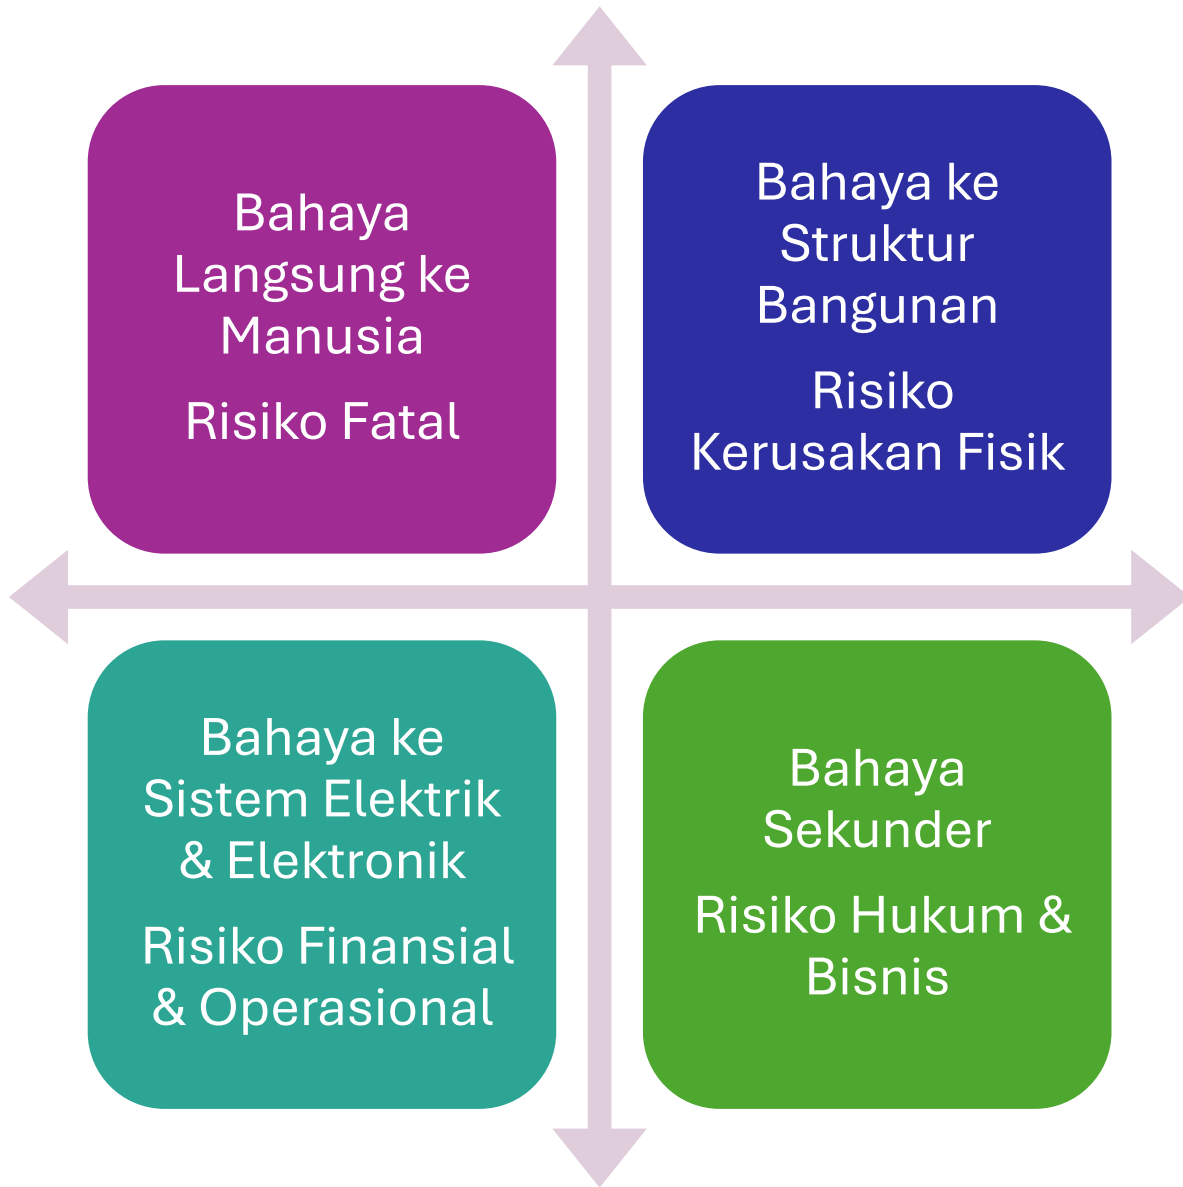 Bahaya
Langsung ke
Manusia
Risiko Fatal
Bahaya ke
Struktur
Bangunan
Risiko
Kerusakan Fisik
Bahaya ke
Sistem Elektrik
& Elektronik
Risiko Finansial
& Operasional
Bahaya
Sekunder
Risiko Hukum &
Bisnis